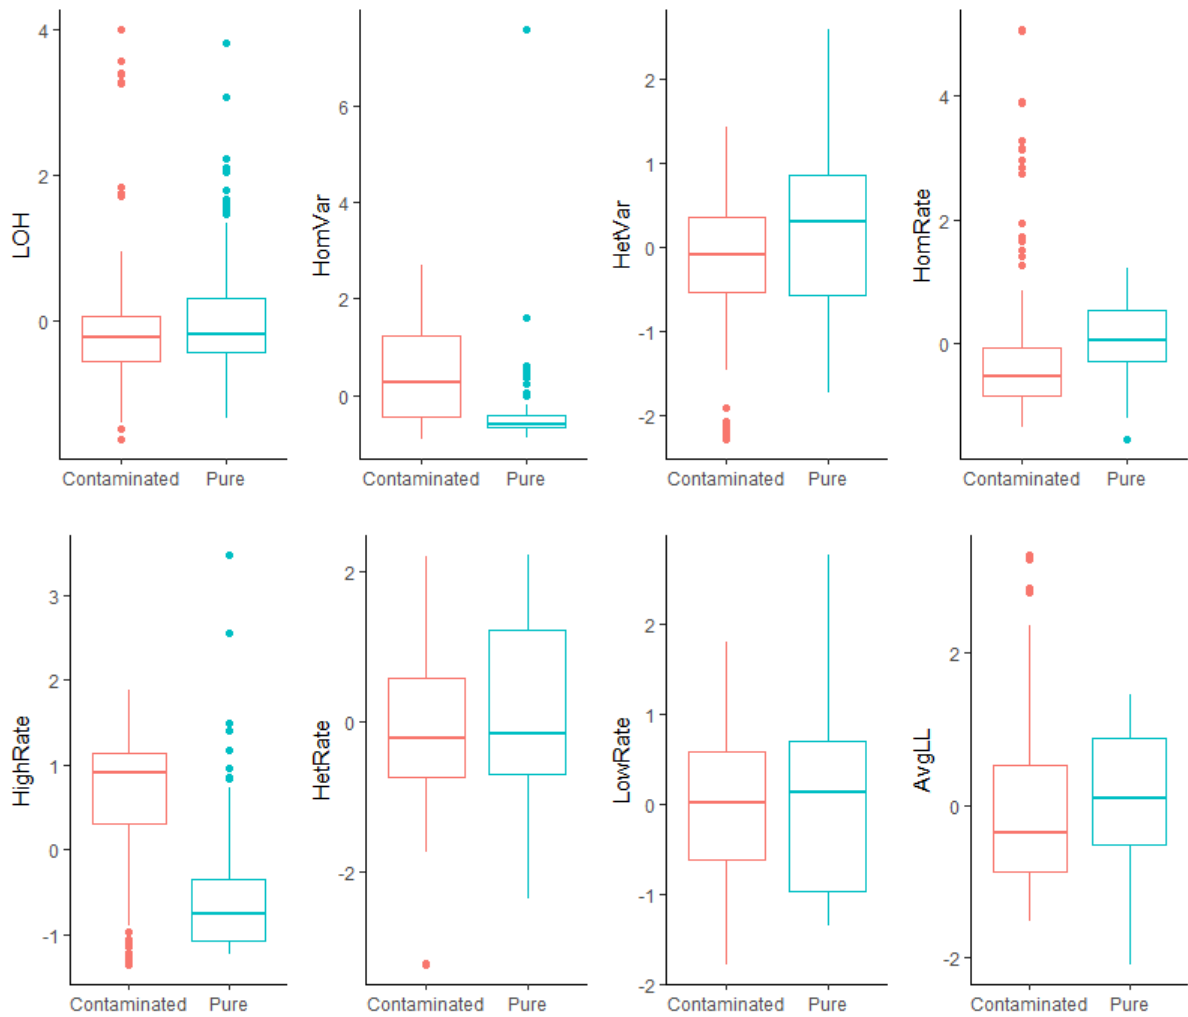 LOH
4
2
0
Contaminated Pure
HomVar
6
4
2
0
Contaminated Pure
HetVar
2
1
0
-1
-2
Contaminated Pure
HomRate
4
2
0
Contaminated Pure
HighRate
3
2
1
0
-1
Contaminated Pure
HetRate
2
0
-2
Contaminated Pure
LowRate
2
1
0
-1
-2
Contaminated Pure
AvgLL
2
0
-2
Contaminated Pure